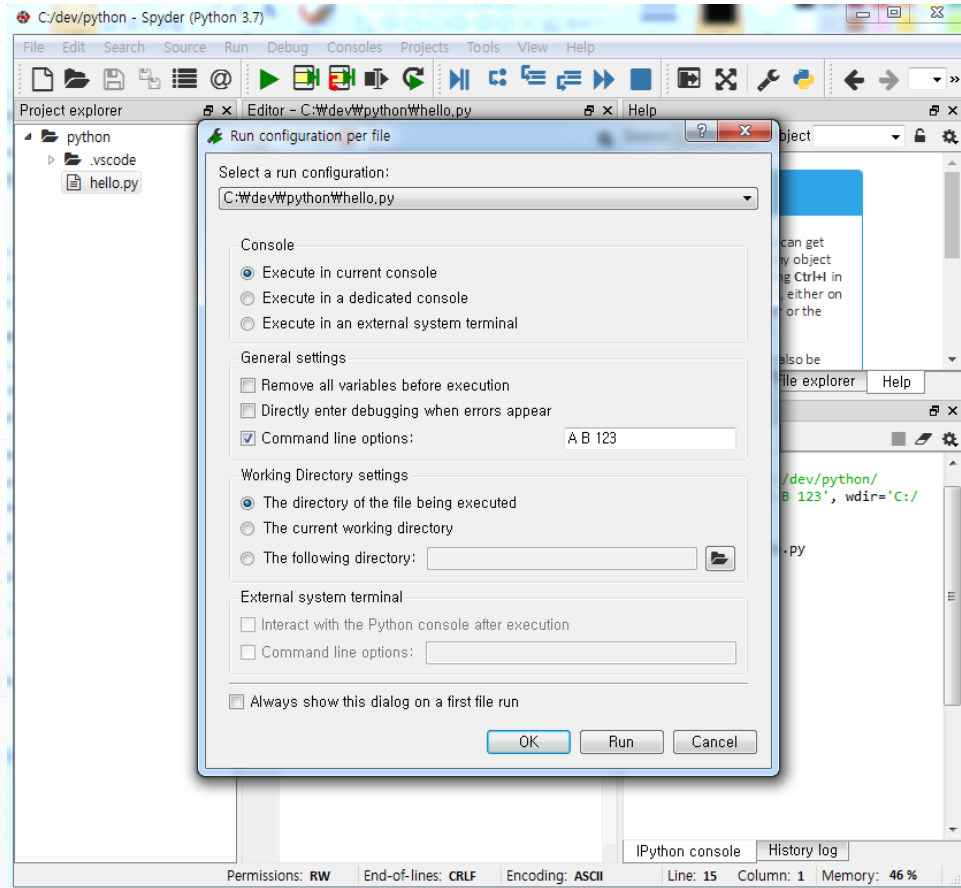 C:/dev/python - Spyder (Python 3.7)
File Edit Search Source Run Debug Consoles Projects Tools View Help
Project explorer
Editor - C:₩dev₩python₩hello.py
Help
python
.vscode
hello.py
Run configuration per file
Select a run configuration:
C:₩dev₩python₩hello.py
Console
Execute in current console
Execute in a dedicated console
Execute in an external system terminal
General settings
Remove all variables before execution
Directly enter debugging when errors appear
Command line options: A B 123
Working Directory settings
The directory of the file being executed
The current working directory
The following directory:
External system terminal
Interact with the Python console after execution
Command line options:
Always show this dialog on a first file run
OK Run Cancel
bject
can get
y object
g Ctrl+I in
, either on
or the
also be
File explorer Help
/dev/python/
B 123', wdir='C:/
.py
IPython console History log
Permissions: RW End-of-lines: CRLF Encoding: ASCII Line: 15 Column: 1 Memory: 46 %